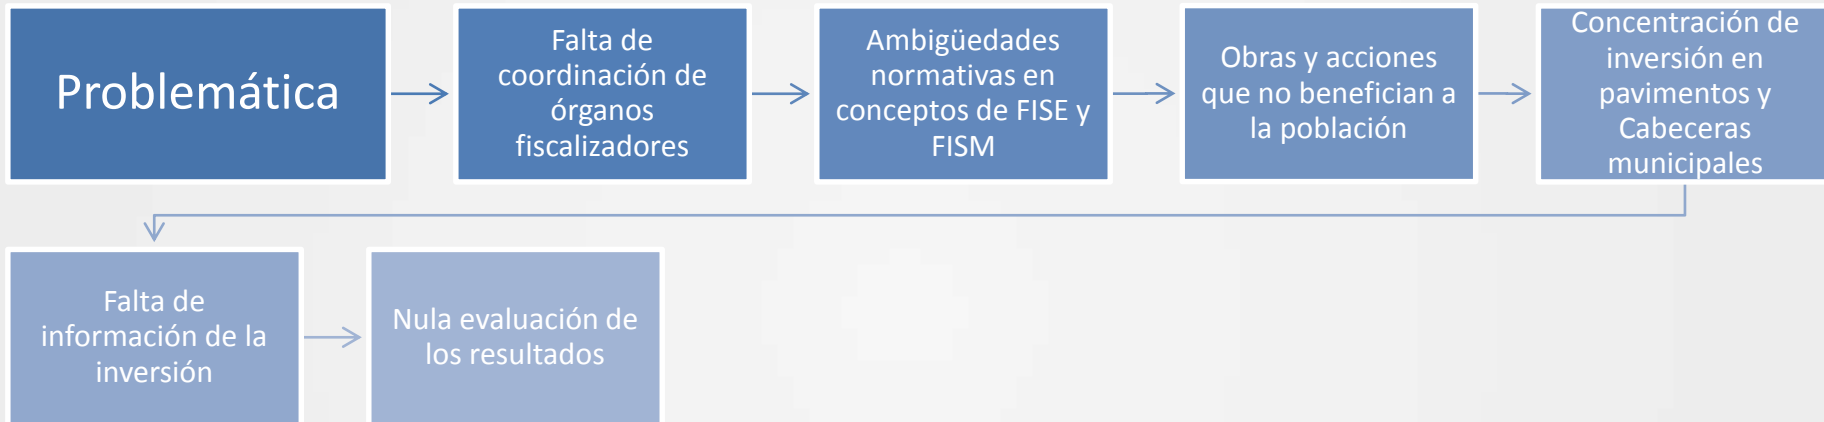 Problemática
Falta de
coordinación de
órganos
fiscalizadores
Ambigüedades
normativas en
conceptos de FISE y
FISM
Obras y acciones
que no benefician a
la población
Concentración de
inversión en
pavimentos y
Cabeceras
municipales
Falta de
información de la
inversión
Nula evaluación de
los resultados